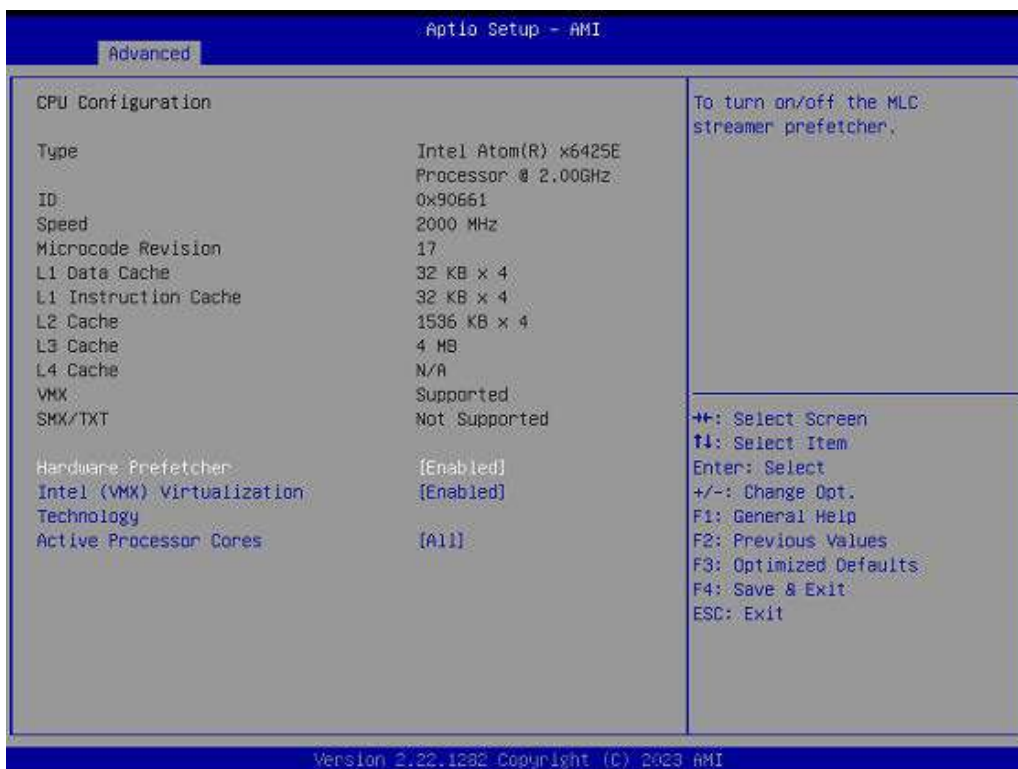 Aptio Setup - AMI
Advanced
CPU Configuration
Type Intel Atom(R) x6425E
Processor @ 2.00GHz
ID 0x90661
Speed 2000 MHz
Microcode Revision 17
L1 Data Cache 32 KB x 4
L1 Instruction Cache 32 KB x 4
L2 Cache 1536 KB x 4
L3 Cache 4 MB
L4 Cache N/A
VMX Supported
SMX/TXT Not Supported
Hardware Prefetcher [Enabled]
Intel (VMX) Virtualization [Enabled]
Technology
Active Processor Cores [All]
To turn on/off the MLC
streamer prefetcher.
→←: Select Screen
↑↓: Select Item
Enter: Select
+/-: Change Opt.
F1: General Help
F2: Previous Values
F3: Optimized Defaults
F4: Save & Exit
ESC: Exit
Version 2.22.1282 Copyright (C) 2023 AMI